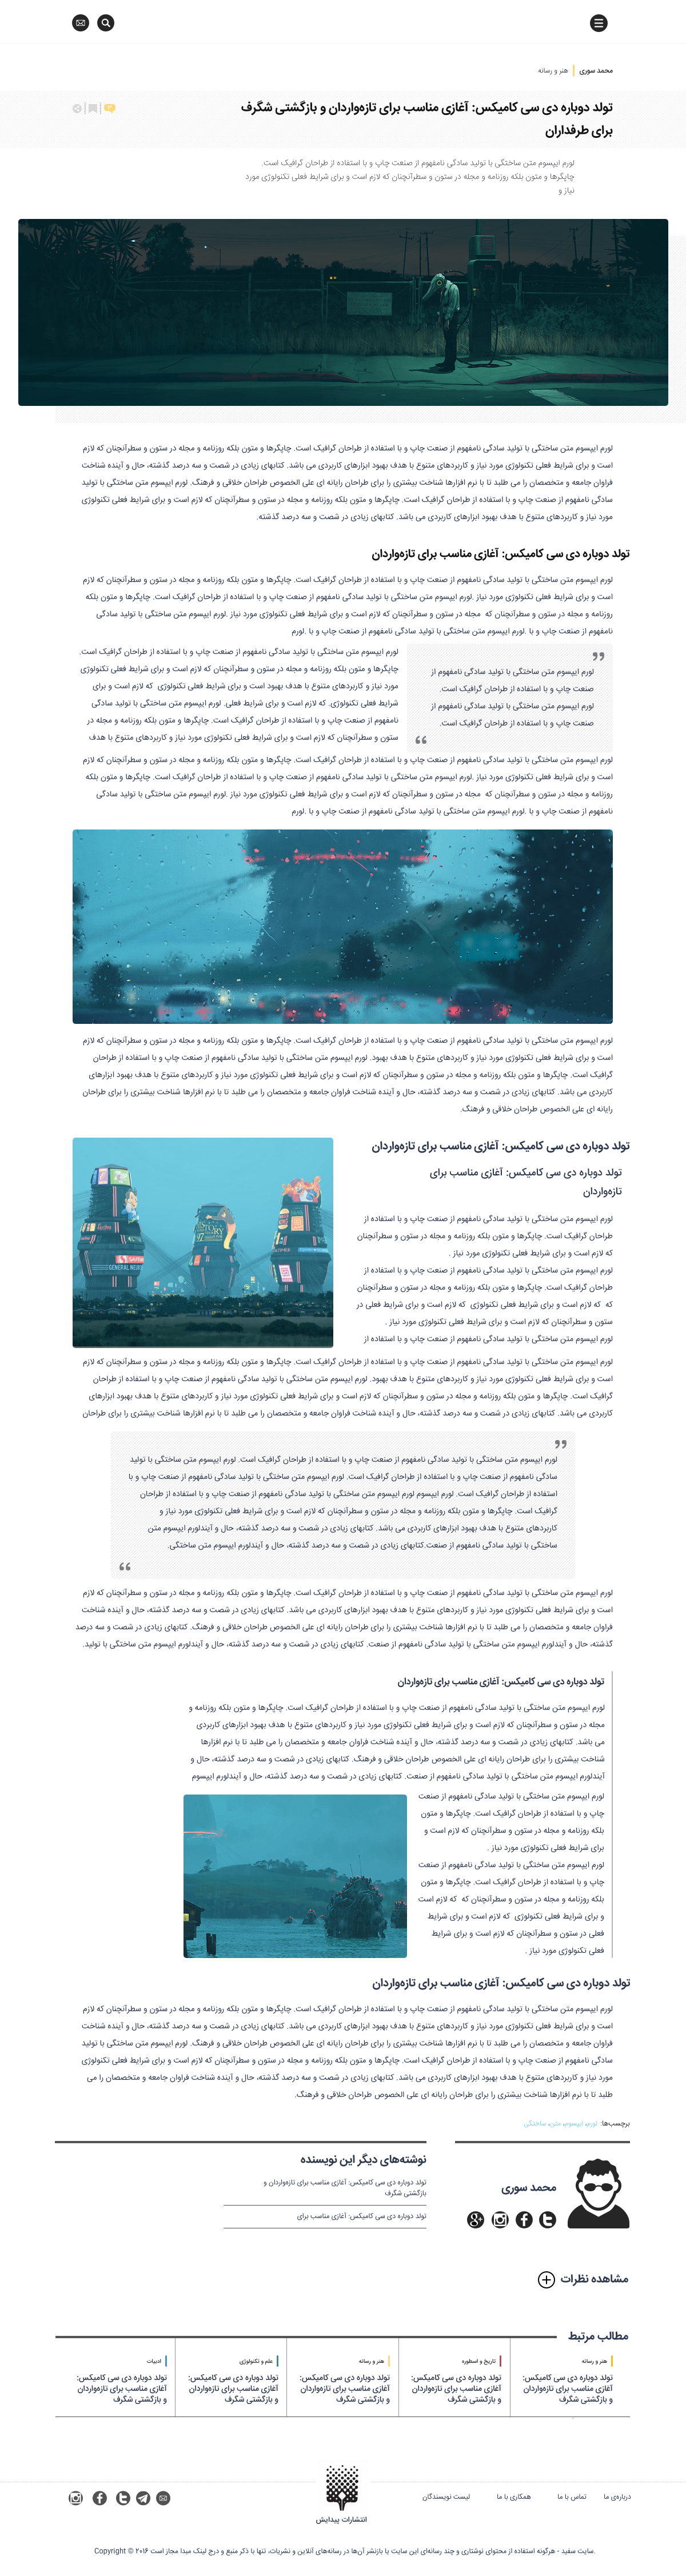 محمد سوری | هنر و رسانه
تولد دوباره دی سی کامیکس: آغازی مناسب برای تازه‌واردان و بازگشتی شگرف
برای طرفداران
لورم ایپسوم متن ساختگی با تولید سادگی نامفهوم از صنعت چاپ و با استفاده از طراحان گرافیک است.
چاپگرها و متون بلکه روزنامه و مجله در ستون و سطرآنچنان که لازم است و برای شرایط فعلی تکنولوژی مورد
نیاز و
لورم ایپسوم متن ساختگی با تولید سادگی نامفهوم از صنعت چاپ و با استفاده از طراحان گرافیک است. چاپگرها و متون بلکه روزنامه و مجله در ستون و سطرآنچنان که لازم
است و برای شرایط فعلی تکنولوژی مورد نیاز و کاربردهای متنوع با هدف بهبود ابزارهای کاربردی می باشد. کتابهای زیادی در شصت و سه درصد گذشته، حال و آینده شناخت
فراوان جامعه و متخصصان را می طلبد تا با نرم افزارها شناخت بیشتری را برای طراحان رایانه ای علی الخصوص طراحان خلاقی و فرهنگ. لورم ایپسوم متن ساختگی با تولید
سادگی نامفهوم از صنعت چاپ و با استفاده از طراحان گرافیک است. چاپگرها و متون بلکه روزنامه و مجله در ستون و سطرآنچنان که لازم است و برای شرایط فعلی تکنولوژی
مورد نیاز و کاربردهای متنوع با هدف بهبود ابزارهای کاربردی می باشد. کتابهای زیادی در شصت و سه درصد گذشته.
تولد دوباره دی سی کامیکس: آغازی مناسب برای تازه‌واردان
لورم ایپسوم متن ساختگی با تولید سادگی نامفهوم از صنعت چاپ و با استفاده از طراحان گرافیک است. چاپگرها و متون بلکه روزنامه و مجله در ستون و سطرآنچنان که لازم
است و برای شرایط فعلی تکنولوژی مورد نیاز .لورم ایپسوم متن ساختگی با تولید سادگی نامفهوم از صنعت چاپ و با استفاده از طراحان گرافیک است. چاپگرها و متون بلکه
روزنامه و مجله در ستون و سطرآنچنان که  مجله در ستون و سطرآنچنان که لازم است و برای شرایط فعلی تکنولوژی مورد نیاز .لورم ایپسوم متن ساختگی با تولید سادگی
نامفهوم از صنعت چاپ و با .لورم ایپسوم متن ساختگی با تولید سادگی نامفهوم از صنعت چاپ و با .لورم
لورم ایپسوم متن ساختگی با تولید سادگی نامفهوم از
صنعت چاپ و با استفاده از طراحان گرافیک است.
لورم ایپسوم متن ساختگی با تولید سادگی نامفهوم از
صنعت چاپ و با استفاده از طراحان گرافیک است.
لورم ایپسوم متن ساختگی با تولید سادگی نامفهوم از صنعت چاپ و با استفاده از طراحان گرافیک است.
چاپگرها و متون بلکه روزنامه و مجله در ستون و سطرآنچنان که لازم است و برای شرایط فعلی تکنولوژی
مورد نیاز و کاربردهای متنوع با هدف بهبود است و برای شرایط فعلی تکنولوژی  که لازم است و برای
شرایط فعلی تکنولوژی. که لازم است و برای شرایط فعلی. لورم ایپسوم متن ساختگی با تولید سادگی
نامفهوم از صنعت چاپ و با استفاده از طراحان گرافیک است. چاپگرها و متون بلکه روزنامه و مجله در
ستون و سطرآنچنان که لازم است و برای شرایط فعلی تکنولوژی مورد نیاز و کاربردهای متنوع با هدف
لورم ایپسوم متن ساختگی با تولید سادگی نامفهوم از صنعت چاپ و با استفاده از طراحان گرافیک است. چاپگرها و متون بلکه روزنامه و مجله در ستون و سطرآنچنان که لازم
است و برای شرایط فعلی تکنولوژی مورد نیاز .لورم ایپسوم متن ساختگی با تولید سادگی نامفهوم از صنعت چاپ و با استفاده از طراحان گرافیک است. چاپگرها و متون بلکه
روزنامه و مجله در ستون و سطرآنچنان که  مجله در ستون و سطرآنچنان که لازم است و برای شرایط فعلی تکنولوژی مورد نیاز .لورم ایپسوم متن ساختگی با تولید سادگی
نامفهوم از صنعت چاپ و با .لورم ایپسوم متن ساختگی با تولید سادگی نامفهوم از صنعت چاپ و با .لورم
لورم ایپسوم متن ساختگی با تولید سادگی نامفهوم از صنعت چاپ و با استفاده از طراحان گرافیک است. چاپگرها و متون بلکه روزنامه و مجله در ستون و سطرآنچنان که لازم
است و برای شرایط فعلی تکنولوژی مورد نیاز و کاربردهای متنوع با هدف بهبود. لورم ایپسوم متن ساختگی با تولید سادگی نامفهوم از صنعت چاپ و با استفاده از طراحان
گرافیک است. چاپگرها و متون بلکه روزنامه و مجله در ستون و سطرآنچنان که لازم است و برای شرایط فعلی تکنولوژی مورد نیاز و کاربردهای متنوع با هدف بهبود ابزارهای
کاربردی می باشد. کتابهای زیادی در شصت و سه درصد گذشته، حال و آینده شناخت فراوان جامعه و متخصصان را می طلبد تا با نرم افزارها شناخت بیشتری را برای طراحان
رایانه ای علی الخصوص طراحان خلاقی و فرهنگ.
تولد دوباره دی سی کامیکس: آغازی مناسب برای تازه‌واردان
تولد دوباره دی سی کامیکس: آغازی مناسب برای
تازه‌واردان
لورم ایپسوم متن ساختگی با تولید سادگی نامفهوم از صنعت چاپ و با استفاده از
طراحان گرافیک است. چاپگرها و متون بلکه روزنامه و مجله در ستون و سطرآنچنان
که لازم است و برای شرایط فعلی تکنولوژی مورد نیاز .
لورم ایپسوم متن ساختگی با تولید سادگی نامفهوم از صنعت چاپ و با استفاده از
طراحان گرافیک است. چاپگرها و متون بلکه روزنامه و مجله در ستون و سطرآنچنان
که  که لازم است و برای شرایط فعلی تکنولوژی  که لازم است و برای شرایط فعلی در
ستون و سطرآنچنان که لازم است و برای شرایط فعلی تکنولوژی مورد نیاز .
لورم ایپسوم متن ساختگی با تولید سادگی نامفهوم از صنعت چاپ و با استفاده از
لورم ایپسوم متن ساختگی با تولید سادگی نامفهوم از صنعت چاپ و با استفاده از طراحان گرافیک است. چاپگرها و متون بلکه روزنامه و مجله در ستون و سطرآنچنان که لازم
است و برای شرایط فعلی تکنولوژی مورد نیاز و کاربردهای متنوع با هدف بهبود. لورم ایپسوم متن ساختگی با تولید سادگی نامفهوم از صنعت چاپ و با استفاده از طراحان
گرافیک است. چاپگرها و متون بلکه روزنامه و مجله در ستون و سطرآنچنان که لازم است و برای شرایط فعلی تکنولوژی مورد نیاز و کاربردهای متنوع با هدف بهبود ابزارهای
کاربردی می باشد. کتابهای زیادی در شصت و سه درصد گذشته، حال و آینده شناخت فراوان جامعه و متخصصان را می طلبد تا با نرم افزارها شناخت بیشتری را برای طراحان
لورم ایپسوم متن ساختگی با تولید سادگی نامفهوم از صنعت چاپ و با استفاده از طراحان گرافیک است. لورم ایپسوم متن ساختگی با تولید
سادگی نامفهوم از صنعت چاپ و با استفاده از طراحان گرافیک است. لورم ایپسوم متن ساختگی با تولید سادگی نامفهوم از صنعت چاپ و با
استفاده از طراحان گرافیک است. لورم ایپسوم لورم ایپسوم متن ساختگی با تولید سادگی نامفهوم از صنعت چاپ و با استفاده از طراحان
گرافیک است. چاپگرها و متون بلکه روزنامه و مجله در ستون و سطرآنچنان که لازم است و برای شرایط فعلی تکنولوژی مورد نیاز و
کاربردهای متنوع با هدف بهبود ابزارهای کاربردی می باشد. کتابهای زیادی در شصت و سه درصد گذشته، حال و آیندلورم ایپسوم متن
ساختگی با تولید سادگی نامفهوم از صنعت.کتابهای زیادی در شصت و سه درصد گذشته، حال و آیندلورم ایپسوم متن ساختگی.
لورم ایپسوم متن ساختگی با تولید سادگی نامفهوم از صنعت چاپ و با استفاده از طراحان گرافیک است. چاپگرها و متون بلکه روزنامه و مجله در ستون و سطرآنچنان که لازم
است و برای شرایط فعلی تکنولوژی مورد نیاز و کاربردهای متنوع با هدف بهبود ابزارهای کاربردی می باشد. کتابهای زیادی در شصت و سه درصد گذشته، حال و آینده شناخت
فراوان جامعه و متخصصان را می طلبد تا با نرم افزارها شناخت بیشتری را برای طراحان رایانه ای علی الخصوص طراحان خلاقی و فرهنگ. کتابهای زیادی در شصت و سه درصد
گذشته، حال و آیندلورم ایپسوم متن ساختگی با تولید سادگی نامفهوم از صنعت. کتابهای زیادی در شصت و سه درصد گذشته، حال و آیندلورم ایپسوم متن ساختگی با تولید.
تولد دوباره دی سی کامیکس: آغازی مناسب برای تازه‌واردان
لورم ایپسوم متن ساختگی با تولید سادگی نامفهوم از صنعت چاپ و با استفاده از طراحان گرافیک است. چاپگرها و متون بلکه روزنامه و
مجله در ستون و سطرآنچنان که لازم است و برای شرایط فعلی تکنولوژی مورد نیاز و کاربردهای متنوع با هدف بهبود ابزارهای کاربردی
می باشد. کتابهای زیادی در شصت و سه درصد گذشته، حال و آینده شناخت فراوان جامعه و متخصصان را می طلبد تا با نرم افزارها
شناخت بیشتری را برای طراحان رایانه ای علی الخصوص طراحان خلاقی و فرهنگ. کتابهای زیادی در شصت و سه درصد گذشته، حال و
آیندلورم ایپسوم متن ساختگی با تولید سادگی نامفهوم از صنعت. کتابهای زیادی در شصت و سه درصد گذشته، حال و آیندلورم ایپسوم
لورم ایپسوم متن ساختگی با تولید سادگی نامفهوم از صنعت
چاپ و با استفاده از طراحان گرافیک است. چاپگرها و متون
بلکه روزنامه و مجله در ستون و سطرآنچنان که لازم است و
برای شرایط فعلی تکنولوژی مورد نیاز .
لورم ایپسوم متن ساختگی با تولید سادگی نامفهوم از صنعت
چاپ و با استفاده از طراحان گرافیک است. چاپگرها و متون
بلکه روزنامه و مجله در ستون و سطرآنچنان که  که لازم است
و برای شرایط فعلی تکنولوژی  که لازم است و برای شرایط
فعلی در ستون و سطرآنچنان که لازم است و برای شرایط
فعلی تکنولوژی مورد نیاز .
تولد دوباره دی سی کامیکس: آغازی مناسب برای تازه‌واردان
لورم ایپسوم متن ساختگی با تولید سادگی نامفهوم از صنعت چاپ و با استفاده از طراحان گرافیک است. چاپگرها و متون بلکه روزنامه و مجله در ستون و سطرآنچنان که لازم
است و برای شرایط فعلی تکنولوژی مورد نیاز و کاربردهای متنوع با هدف بهبود ابزارهای کاربردی می باشد. کتابهای زیادی در شصت و سه درصد گذشته، حال و آینده شناخت
فراوان جامعه و متخصصان را می طلبد تا با نرم افزارها شناخت بیشتری را برای طراحان رایانه ای علی الخصوص طراحان خلاقی و فرهنگ. لورم ایپسوم متن ساختگی با تولید
سادگی نامفهوم از صنعت چاپ و با استفاده از طراحان گرافیک است. چاپگرها و متون بلکه روزنامه و مجله در ستون و سطرآنچنان که لازم است و برای شرایط فعلی تکنولوژی
مورد نیاز و کاربردهای متنوع با هدف بهبود ابزارهای کاربردی می باشد. کتابهای زیادی در شصت و سه درصد گذشته، حال و آینده شناخت فراوان جامعه و متخصصان را می
طلبد تا با نرم افزارها شناخت بیشتری را برای طراحان رایانه ای علی الخصوص طراحان خلاقی و فرهنگ.
برچسب‌ها: لورم، ایپسوم، متن، ساختگی
محمد سوری
نوشته‌های دیگر این نویسنده
تولد دوباره دی سی کامیکس: آغازی مناسب برای تازه‌واردان و
بازگشتی شگرف
تولد دوباره دی سی کامیکس: آغازی مناسب برای
مشاهده نظرات
مطالب مرتبط
هنر و رسانه
تولد دوباره دی سی کامیکس:
آغازی مناسب برای تازه‌واردان
و بازگشتی شگرف
تاریخ و اسطوره
تولد دوباره دی سی کامیکس:
آغازی مناسب برای تازه‌واردان
و بازگشتی شگرف
هنر و رسانه
تولد دوباره دی سی کامیکس:
آغازی مناسب برای تازه‌واردان
و بازگشتی شگرف
علم و تکنولوژی
تولد دوباره دی سی کامیکس:
آغازی مناسب برای تازه‌واردان
و بازگشتی شگرف
ادبیات
تولد دوباره دی سی کامیکس:
آغازی مناسب برای تازه‌واردان
و بازگشتی شگرف
درباره‌ی ما
تماس با ما
همکاری با ما
لیست نویسندگان
انتشارات پیدایش
.سایت سفید - هرگونه استفاده از محتوای نوشتاری و چند رسانه‌ای این سایت یا بازنشر آن‌ها در رسانه‌های آنلاین و نشریات، تنها با ذکر منبع و درج لینک مبدا مجاز است Copyright © ۲۰۱۶